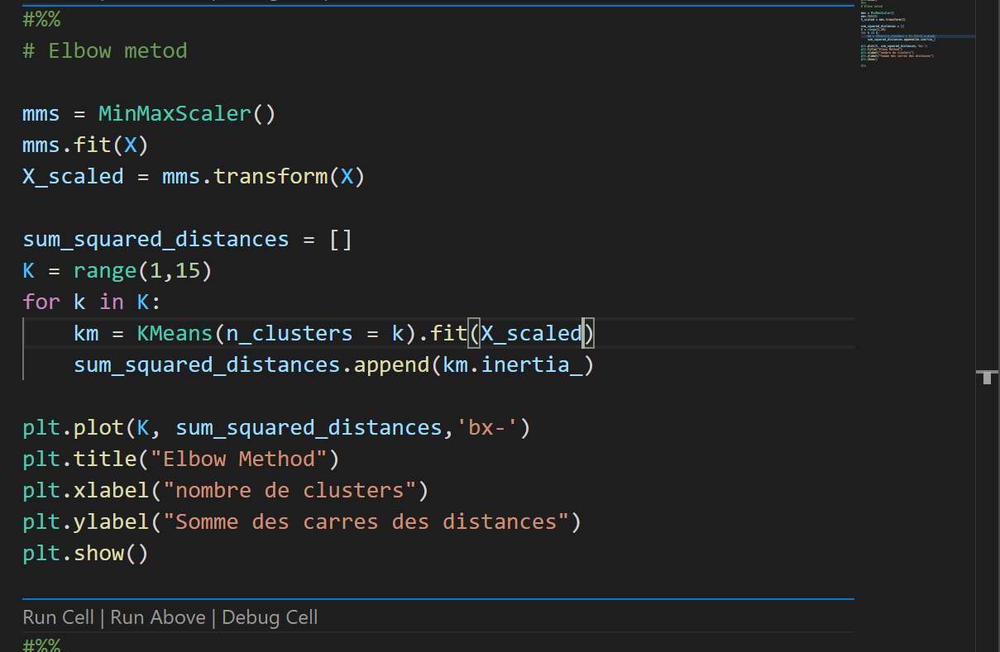 #%%
# Elbow metod
mms = MinMaxScaler()
mms.fit(X)
X_scaled = mms.transform(X)
sum_squared_distances = []
K = range(1,15)
for k in K:
    km = KMeans(n_clusters = k).fit(X_scaled)
    sum_squared_distances.append(km.inertia_)
plt.plot(K, sum_squared_distances,'bx-')
plt.title("Elbow Method")
plt.xlabel("nombre de clusters")
plt.ylabel("Somme des carres des distances")
plt.show()
Run Cell | Run Above | Debug Cell
#%%